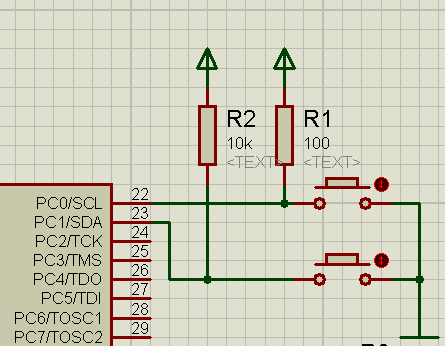 R2 R1
10k 100
<TEXT> <TEXT>
PC0/SCL 22
PC1/SDA 23
PC2/TCK 24
PC3/TMS 25
PC4/TDO 26
PC5/TDI 27
PC6/TOSC1 28
PC7/TOSC2 29